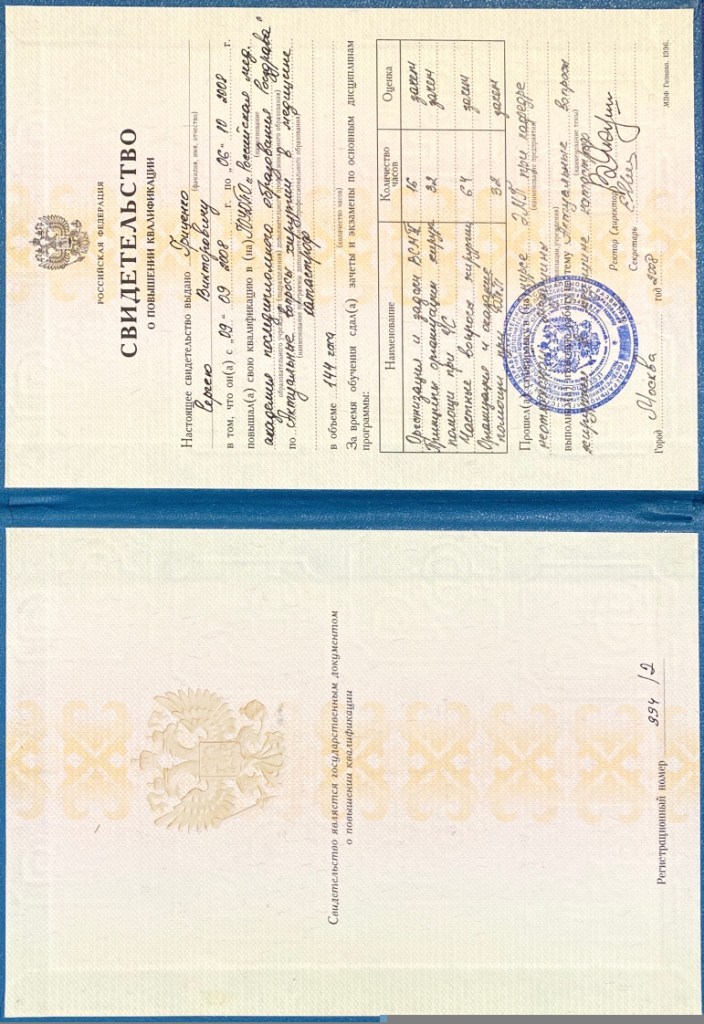 Свидетельство является государственным документом
о повышении квалификации
Регистрационный номер 994/2
РОССИЙСКАЯ ФЕДЕРАЦИЯ
СВИДЕТЕЛЬСТВО
О ПОВЫШЕНИИ КВАЛИФИКАЦИИ
Настоящее свидетельство выдано Гриценко
(фамилия, имя, отчество)
Сергею Викторовичу
в том, что он(а) с „09“ 09 2008 г. по „06“ 10 2008 г.
повышал(а) свою квалификацию в (на) ГОУДПО „Российская мед.
(наименование
академия последипломного образования Росздрава“
образовательного учреждения (подразделения) дополнительного профессионального образования)
по Актуальные вопросы хирургии в медицине
(наименование программы дополнительного профессионального образования)
катастроф
в объеме 144 часа
(количество часов)
За время обучения сдал(а) зачеты и экзамены по основным дисциплинам
программы:
Наименование Количество часов Оценка
Организация и задачи 16 зачет
Принципы организации хирур 32 зачет
помощи при ЧС
Частные вопросы хирургии 64 зачет
Организация и оказание
помощи при 32 зачет
Прошел(а) стажировку в (на) курсе ЭМП при кафедре
(наименование предприятия,
неотложной медицины
организации, учреждения)
выполнил(а) итоговую работу на тему Актуальные вопросы
(наименование темы)
хирургии в медицине катастроф
Ректор (директор)
Секретарь
Город Москва год 2008
МПФ Гознака. 1996.